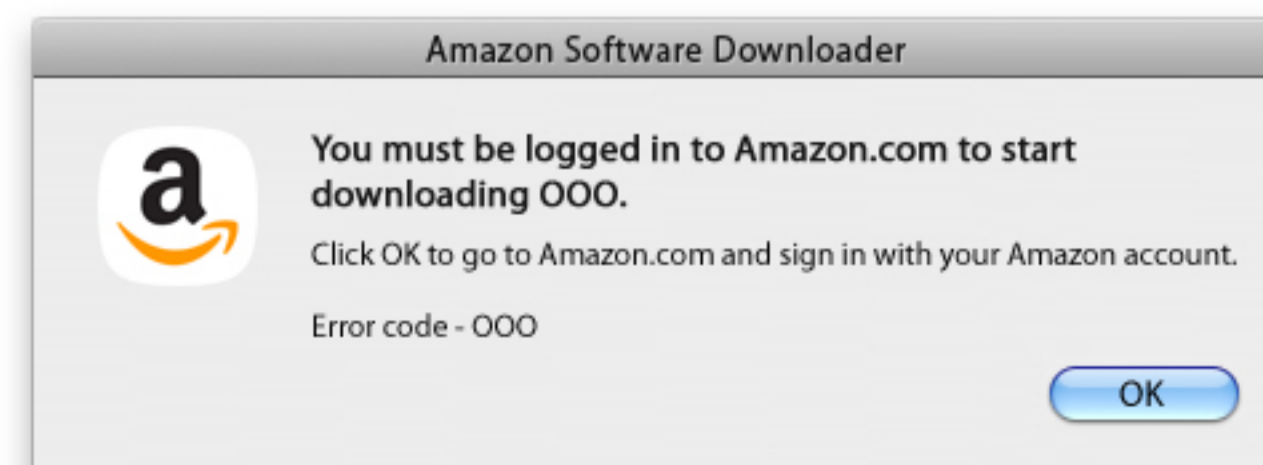 Amazon Software Downloader
a
You must be logged in to Amazon.com to start
downloading OOO.
Click OK to go to Amazon.com and sign in with your Amazon account.
Error code - OOO
OK